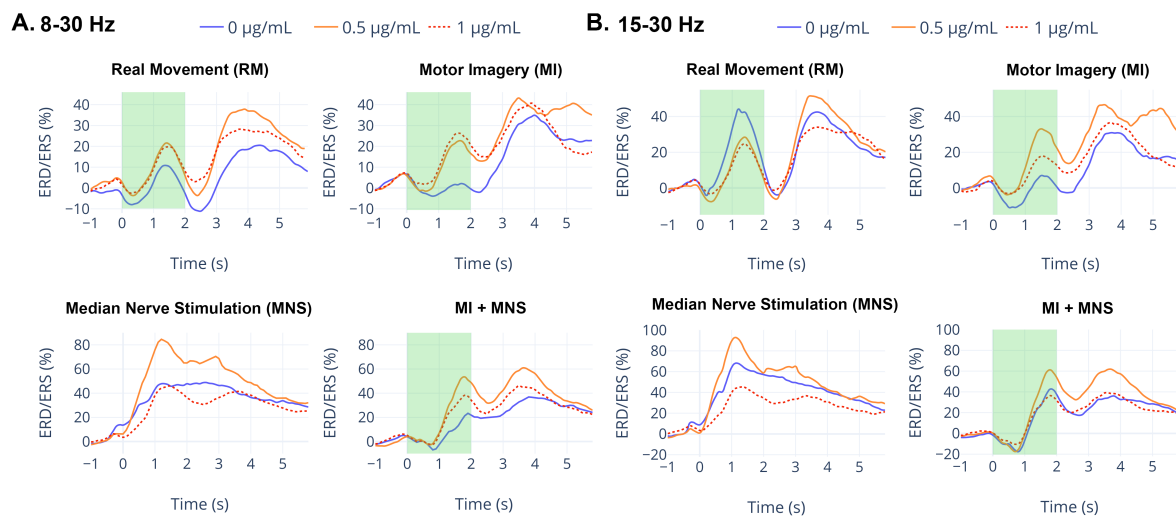 A. 8-30 Hz
0 μg/mL 0.5 μg/mL 1 μg/mL
Real Movement (RM)
ERD/ERS (%)
40
30
20
10
0
−10
−1 0 1 2 3 4 5
Time (s)
Motor Imagery (MI)
ERD/ERS (%)
40
30
20
10
0
−10
−1 0 1 2 3 4 5
Time (s)
Median Nerve Stimulation (MNS)
ERD/ERS (%)
80
60
40
20
0
−1 0 1 2 3 4 5
Time (s)
MI + MNS
ERD/ERS (%)
80
60
40
20
0
−1 0 1 2 3 4 5
Time (s)
B. 15-30 Hz
0 μg/mL 0.5 μg/mL 1 μg/mL
Real Movement (RM)
ERD/ERS (%)
40
20
0
−1 0 1 2 3 4 5
Time (s)
Motor Imagery (MI)
ERD/ERS (%)
40
20
0
−1 0 1 2 3 4 5
Time (s)
Median Nerve Stimulation (MNS)
ERD/ERS (%)
100
80
60
40
20
0
−20
−1 0 1 2 3 4 5
Time (s)
MI + MNS
ERD/ERS (%)
100
80
60
40
20
0
−20
−1 0 1 2 3 4 5
Time (s)